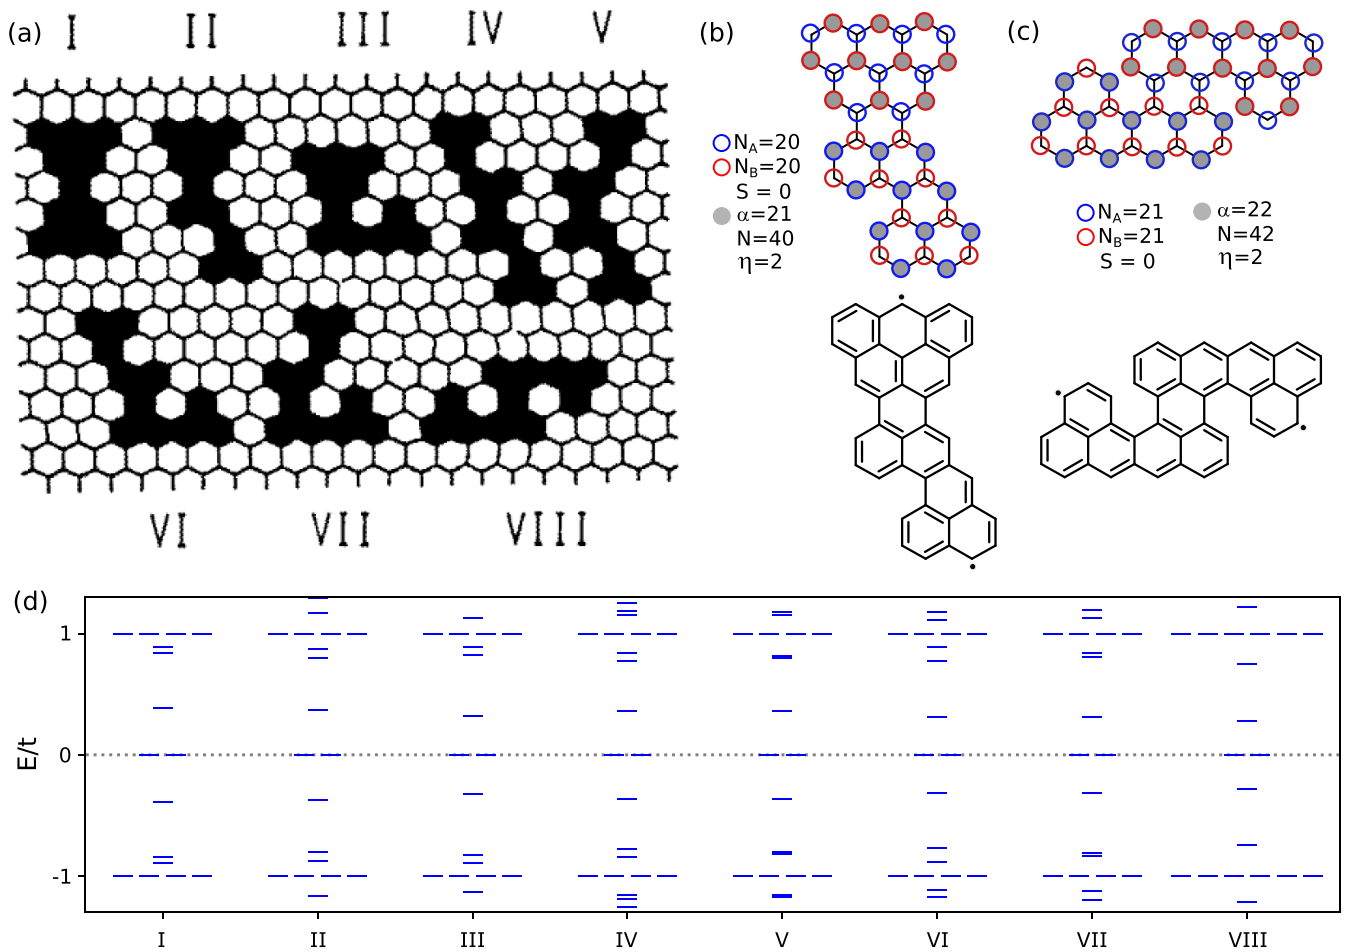 (a) I II III IV V
VI VII VIII
(b)
N_A=20
N_B=20
S = 0
α=21
N=40
η=2
(c)
N_A=21
N_B=21
S = 0
α=22
N=42
η=2
(d)
E/t
1
0
-1
I II III IV V VI VII VIII